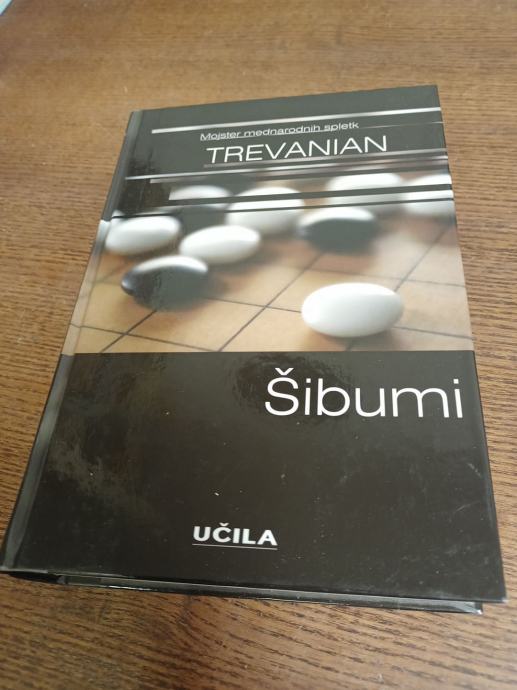 Mojster mednarodnih spletk
TREVANIAN
Šibumi
UČILA